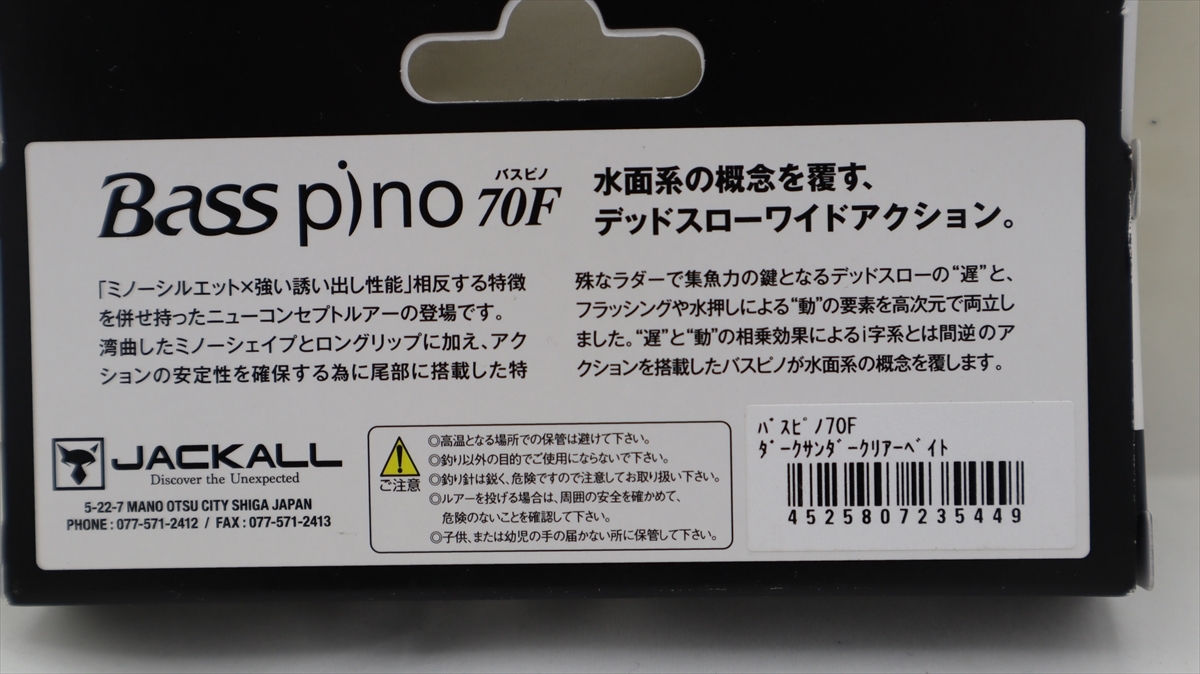 Bass pino 70F
バスピノ
水面系の概念を覆す、
デッドスローワイドアクション。
「ミノーシルエット×強い誘い出し性能」相反する特徴
を併せ持ったニューコンセプトルアーの登場です。
湾曲したミノーシェイプとロングリップに加え、アク
ションの安定性を確保する為に尾部に搭載した特
殊なラダーで集魚力の鍵となるデッドスローの“遅”と、
フラッシングや水押しによる“動”の要素を高次元で両立し
ました。“遅”と“動”の相乗効果によるi字系とは間逆のア
クションを搭載したバスピノが水面系の概念を覆します。
JACKALL
Discover the Unexpected
5-22-7 MANO OTSU CITY SHIGA JAPAN
PHONE : 077-571-2412 / FAX : 077-571-2413
ご注意
◎高温となる場所での保管は避けて下さい。
◎釣り以外の目的でご使用にならないで下さい。
◎釣り針は鋭く、危険ですので注意してお取り扱い下さい。
◎ルアーを投げる場合は、周囲の安全を確かめて、
危険のないことを確認して下さい。
◎子供、または幼児の手の届かない所に保管して下さい。
ﾊﾞｽﾋﾟﾉ70F
ﾀﾞｰｸｻﾝﾀﾞｰｸﾘｱｰﾍﾞｲﾄ
4525807235449